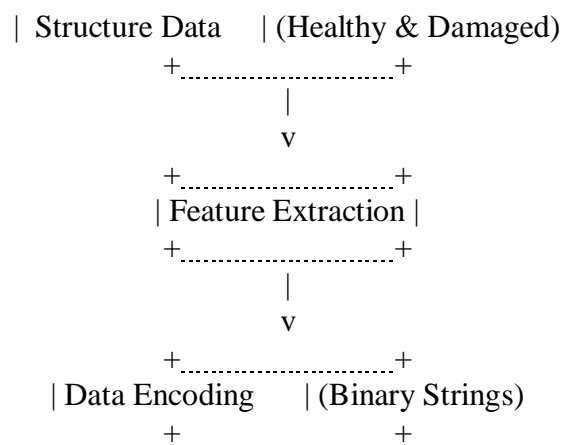 | Structure Data | (Healthy & Damaged)
+---------------------+
|
v
+---------------------+
| Feature Extraction |
+---------------------+
|
v
+---------------------+
| Data Encoding | (Binary Strings)
+ +